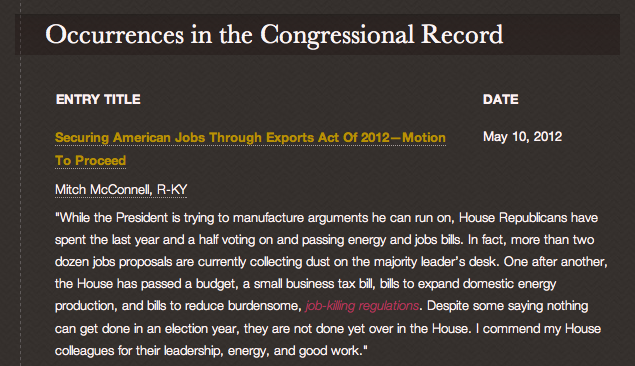 Occurrences in the Congressional Record
ENTRY TITLE DATE
Securing American Jobs Through Exports Act Of 2012—Motion May 10, 2012
To Proceed
Mitch McConnell, R-KY
"While the President is trying to manufacture arguments he can run on, House Republicans have
spent the last year and a half voting on and passing energy and jobs bills. In fact, more than two
dozen jobs proposals are currently collecting dust on the majority leader's desk. One after another,
the House has passed a budget, a small business tax bill, bills to expand domestic energy
production, and bills to reduce burdensome, job-killing regulations. Despite some saying nothing
can get done in an election year, they are not done yet over in the House. I commend my House
colleagues for their leadership, energy, and good work."